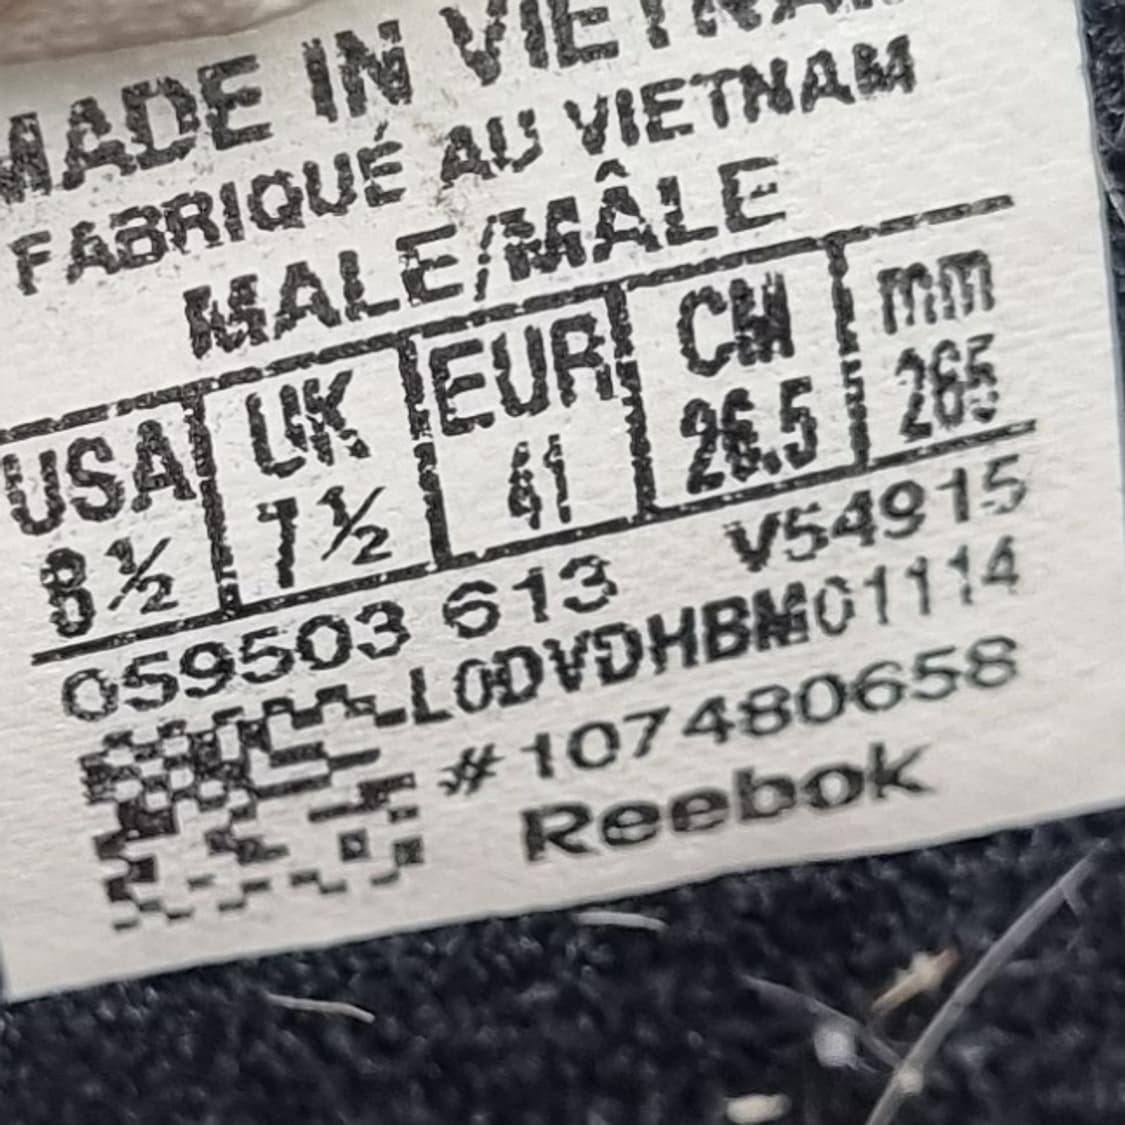 MADE IN VIETNAM
FABRIQUÉ AU VIETNAM
MALE/MÂLE
USA UK EUR CM mm
8½ 7½ 41 26.5 265
059503 613 V54915
LODVDHBM01114
#107480658
Reebok